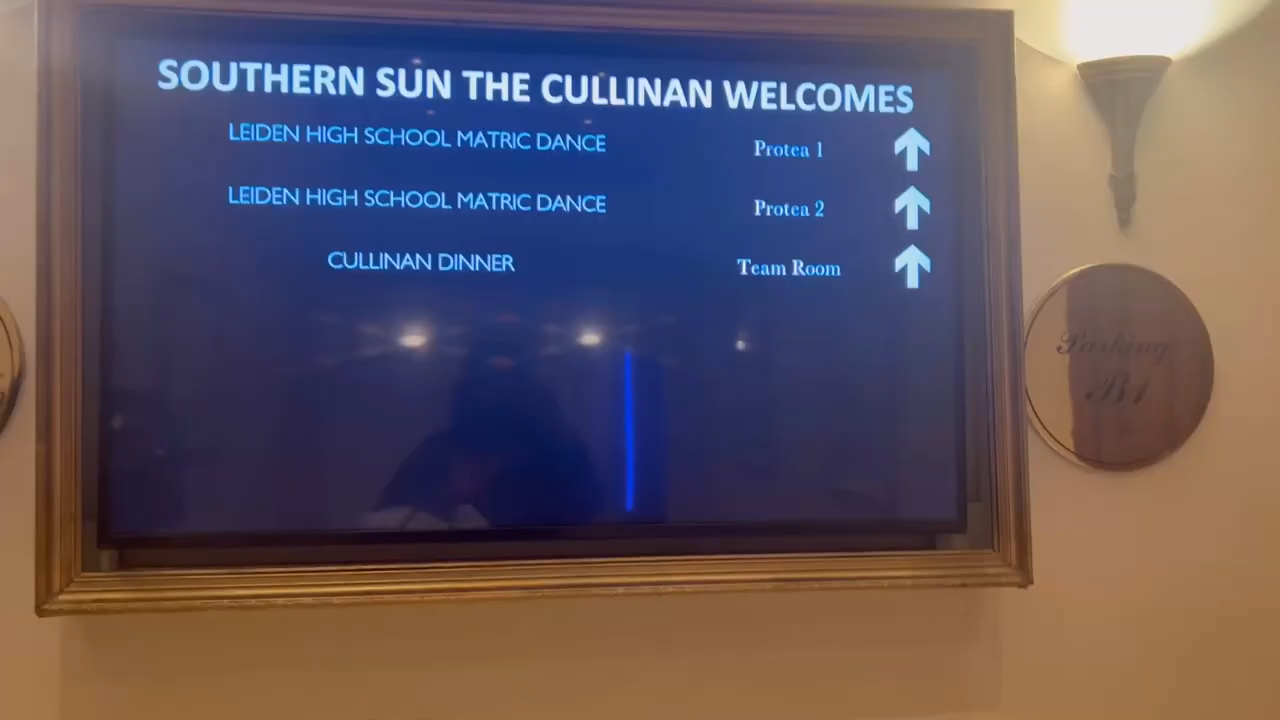 SOUTHERN SUN THE CULLINAN WELCOMES
LEIDEN HIGH SCHOOL MATRIC DANCE Protea 1
LEIDEN HIGH SCHOOL MATRIC DANCE Protea 2
CULLINAN DINNER Team Room
Parking
B1